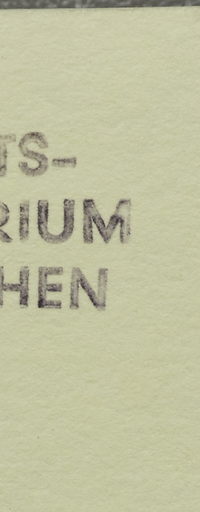 TS-
RIUM
HEN